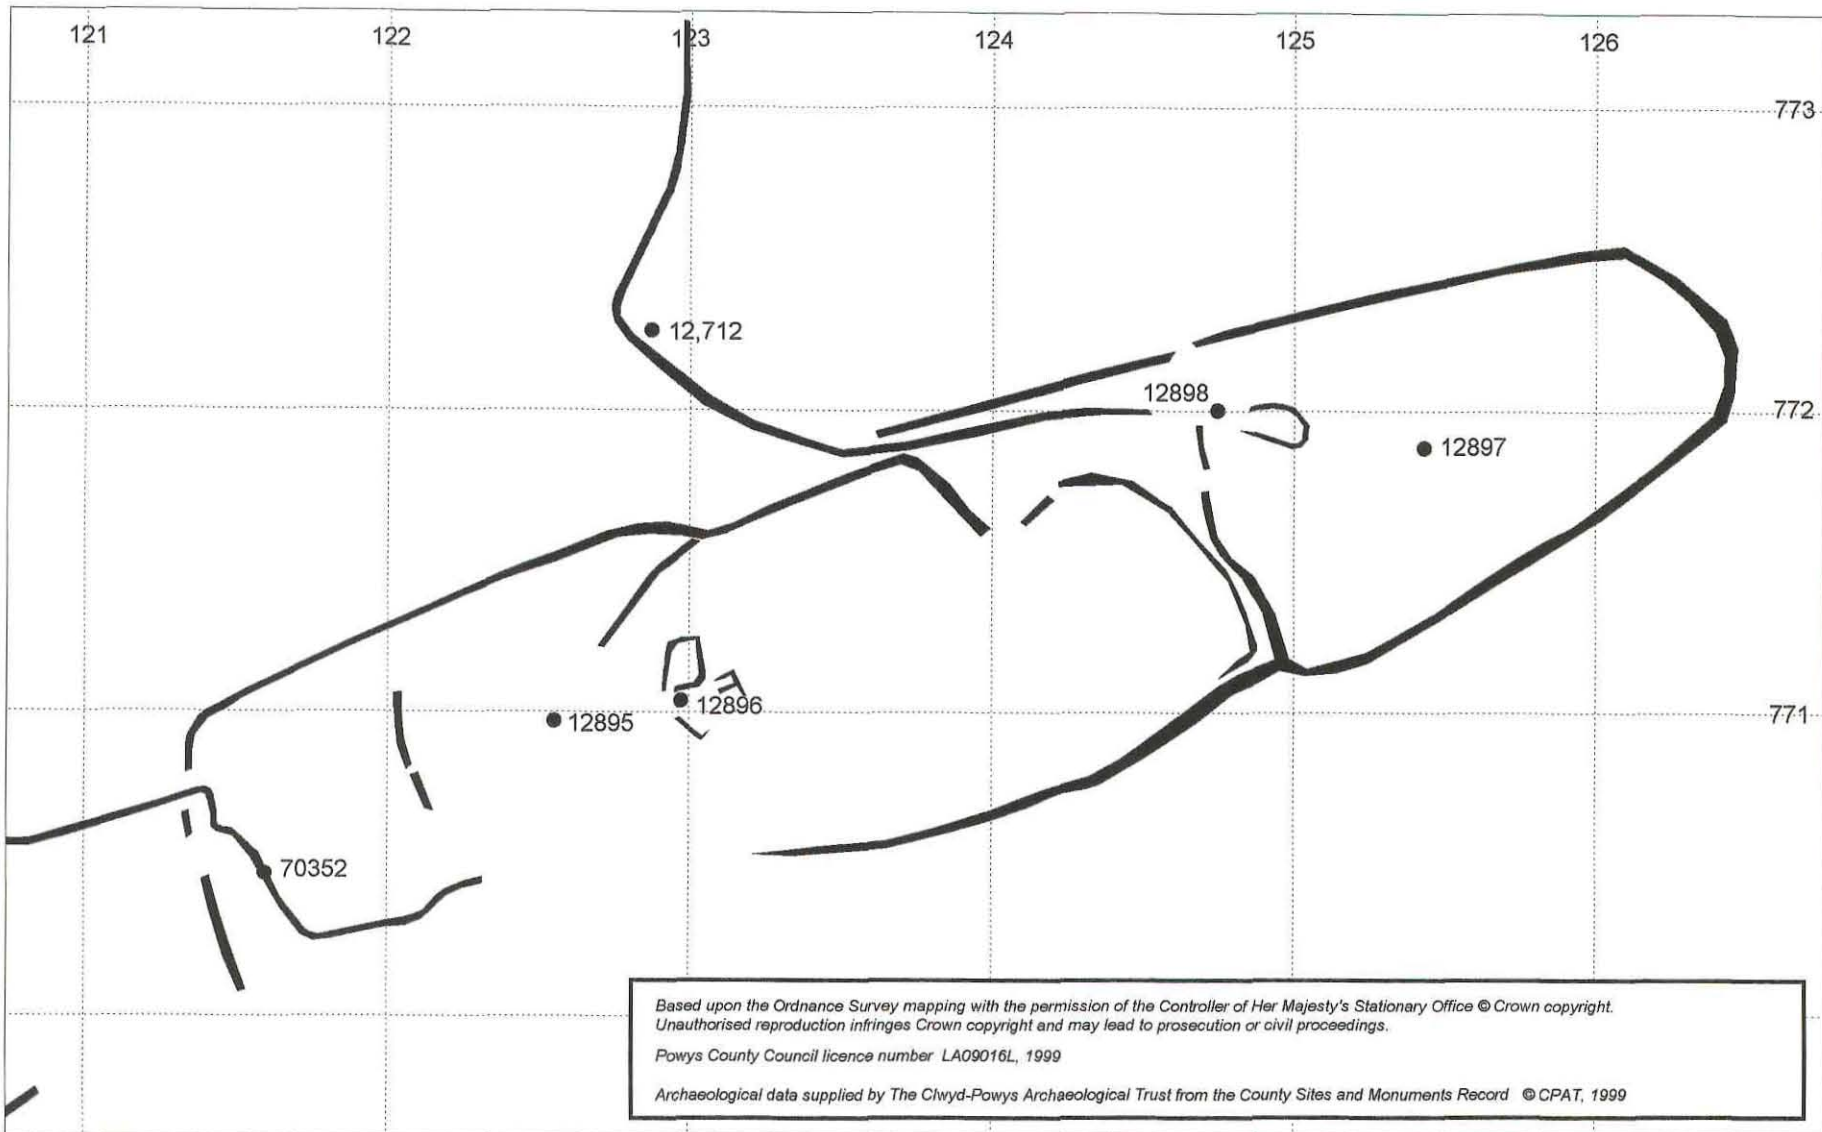 121 122 123 124 125 126
773
12,712
12898
772
12897
12896
771
12895
70352
Based upon the Ordnance Survey mapping with the permission of the Controller of Her Majesty's Stationary Office © Crown copyright.
Unauthorised reproduction infringes Crown copyright and may lead to prosecution or civil proceedings.
Powys County Council licence number LA09016L, 1999
Archaeological data supplied by The Clwyd-Powys Archaeological Trust from the County Sites and Monuments Record © CPAT, 1999